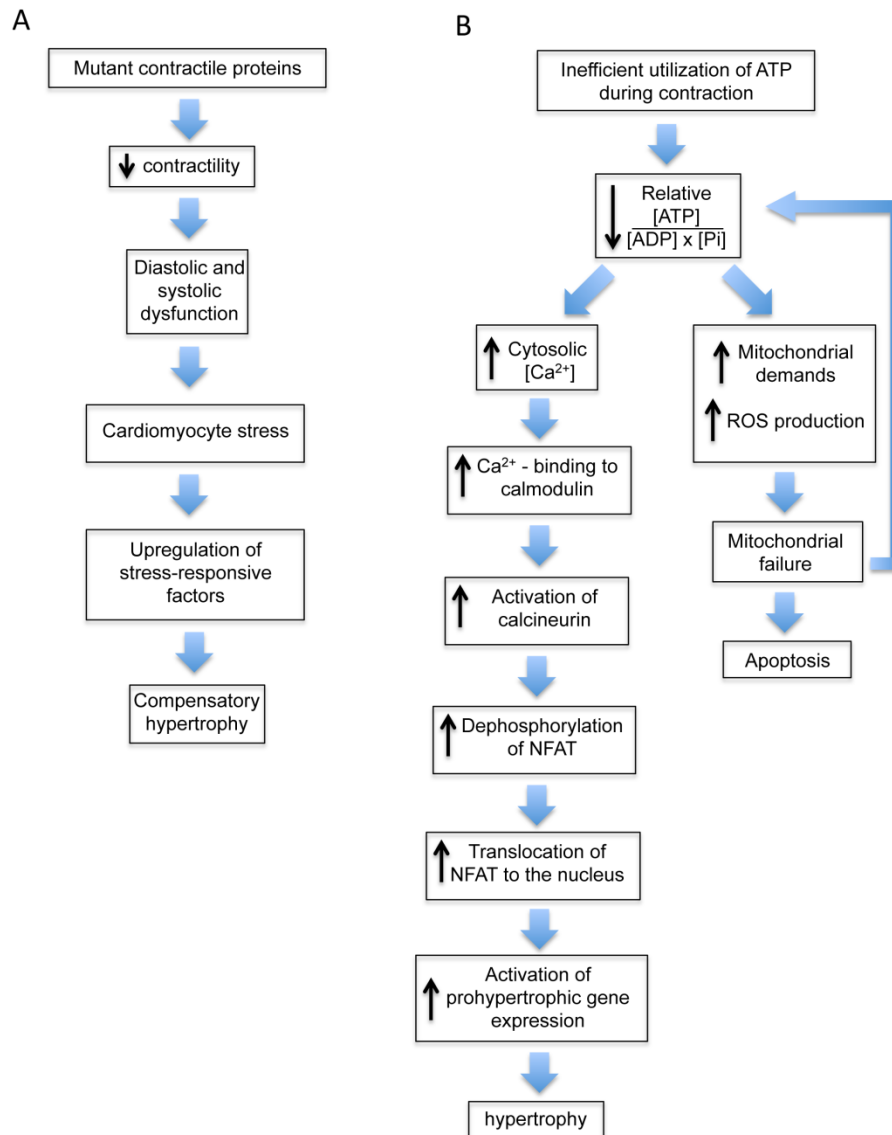 A
Mutant contractile proteins
contractility
Diastolic and
systolic
dysfunction
Cardiomyocyte stress
Upregulation of
stress-responsive
factors
Compensatory
hypertrophy
B
Inefficient utilization of ATP
during contraction
Relative
[ATP]
[ADP] x [Pi]
Cytosolic
[Ca²⁺]
Ca²⁺ - binding to
calmodulin
Activation of
calcineurin
Dephosphorylation
of NFAT
Translocation of
NFAT to the nucleus
Activation of
prohypertrophic gene
expression
hypertrophy
Mitochondrial
demands
ROS production
Mitochondrial
failure
Apoptosis